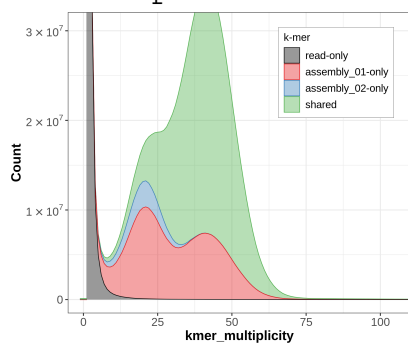 3 × 10⁷
2 × 10⁷
1 × 10⁷
0
Count
0 25 50 75 100
kmer_multiplicity
k-mer
read-only
assembly_01-only
assembly_02-only
shared